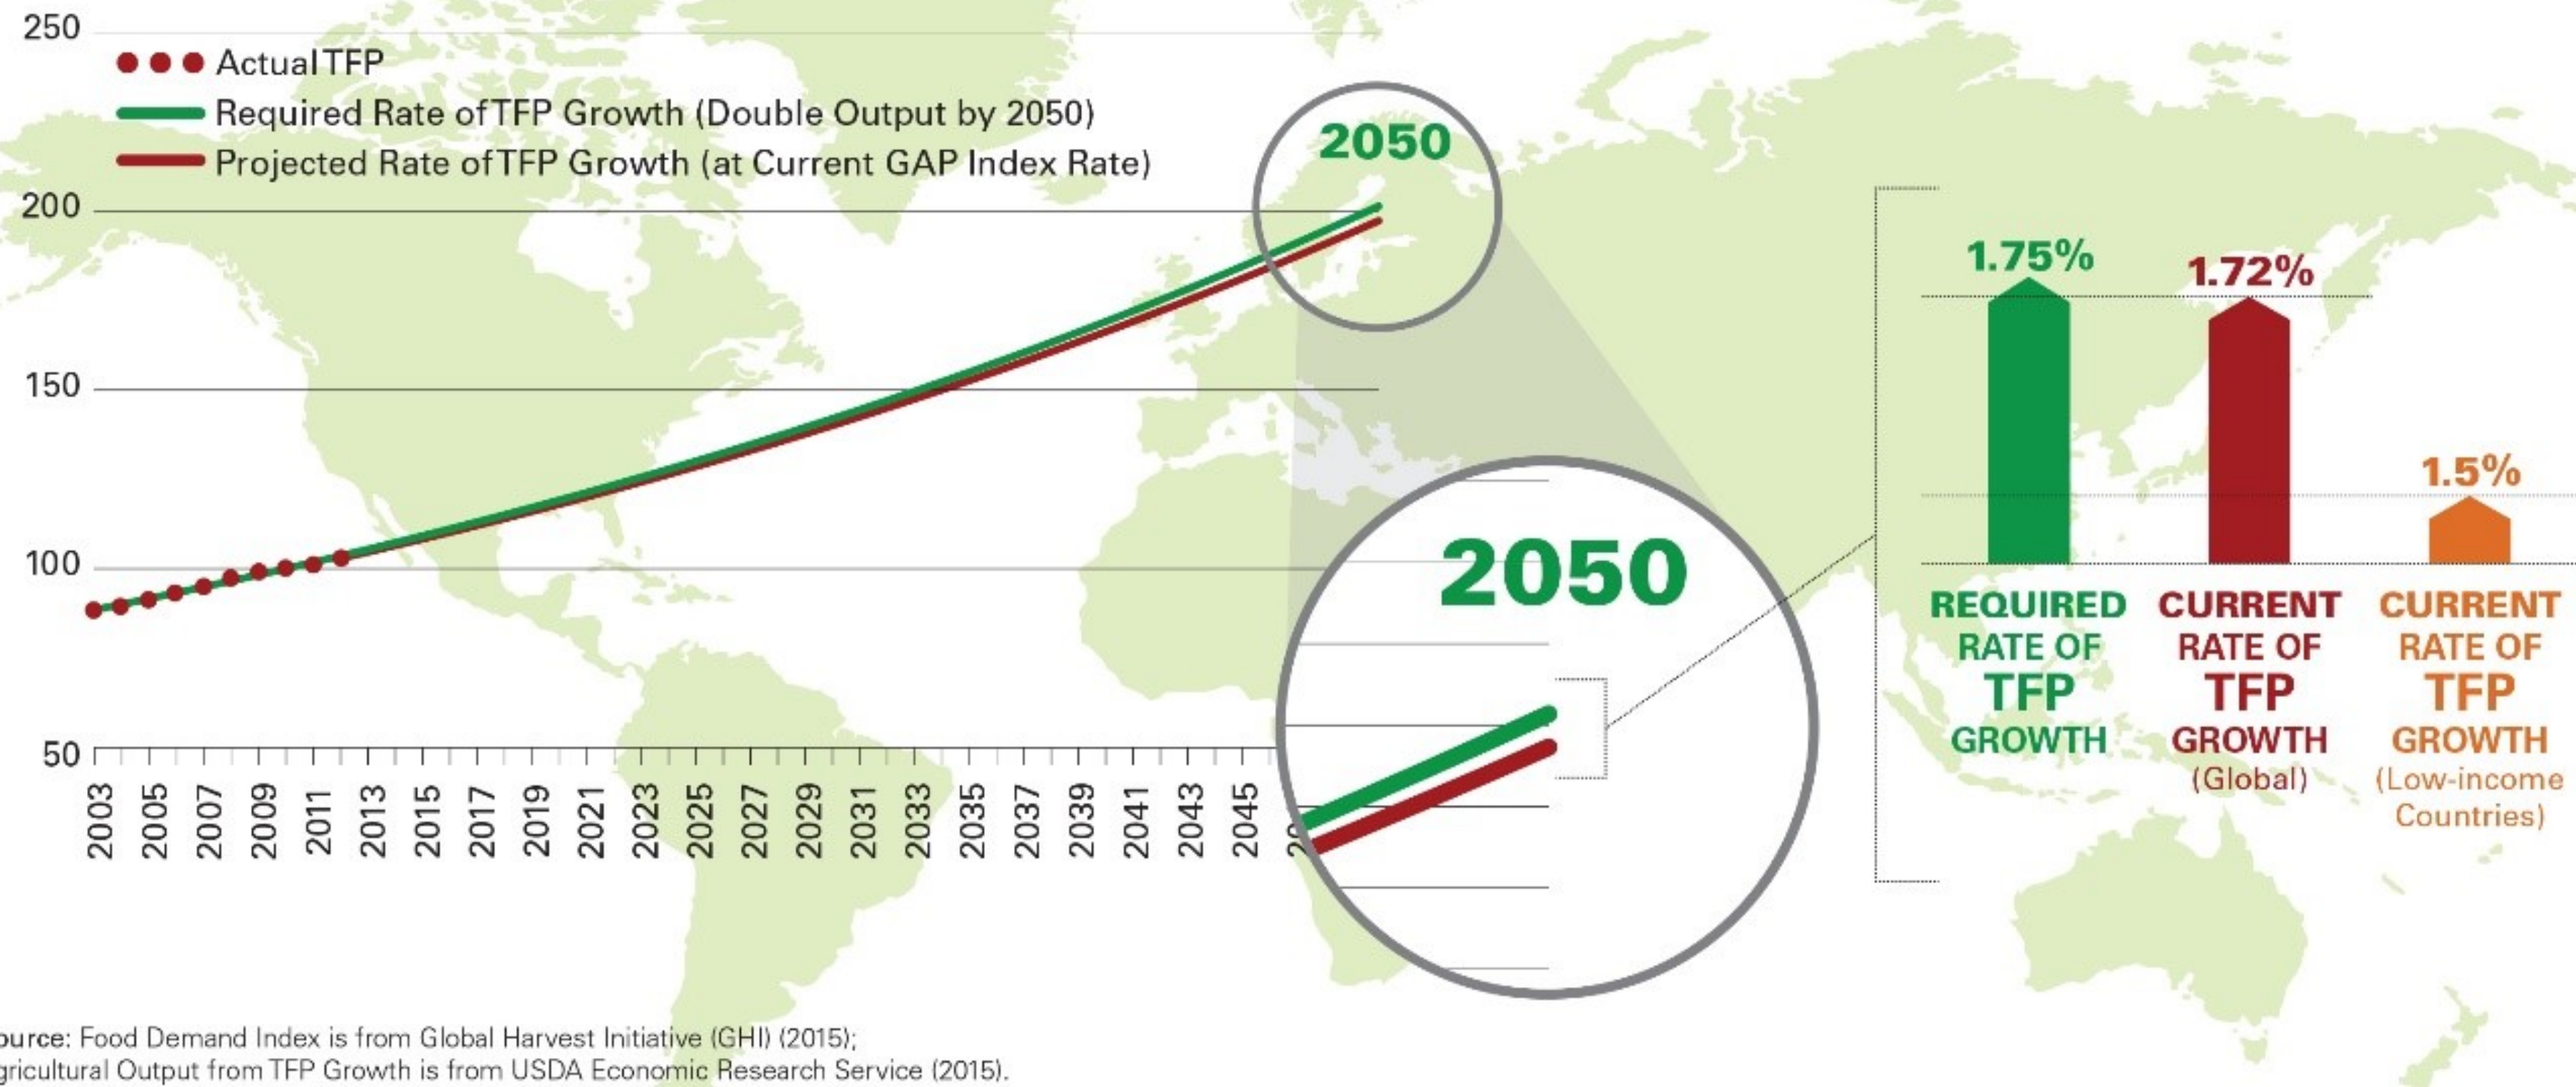 250
Actual TFP
Required Rate of TFP Growth (Double Output by 2050)
Projected Rate of TFP Growth (at Current GAP Index Rate)
200
150
100
50
2003
2005
2007
2009
2011
2013
2015
2017
2019
2021
2023
2025
2027
2029
2031
2033
2035
2037
2039
2041
2043
2045
2050
2050
1.75%
1.72%
1.5%
REQUIRED
RATE OF
TFP
GROWTH
CURRENT
RATE OF
TFP
GROWTH
(Global)
CURRENT
RATE OF
TFP
GROWTH
(Low-income
Countries)
ource: Food Demand Index is from Global Harvest Initiative (GHI) (2015);
gricultural Output from TFP Growth is from USDA Economic Research Service (2015).